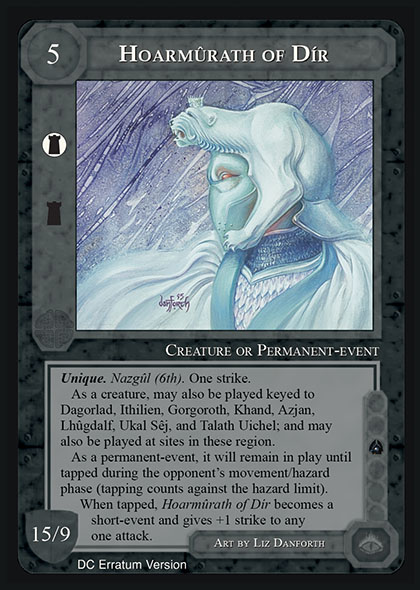 5
HOARMÛRATH OF DÍR
danforth
93
CREATURE OR PERMANENT-EVENT
Unique. Nazgûl (6th). One strike.
As a creature, may also be played keyed to
Dagorlad, Ithilien, Gorgoroth, Khand, Azjan,
Lhûgdalf, Ukal Sêj, and Talath Uichel; and may
also be played at sites in these region.
As a permanent-event, it will remain in play until
tapped during the opponent's movement/hazard
phase (tapping counts against the hazard limit).
When tapped, Hoarmûrath of Dír becomes a
short-event and gives +1 strike to any
one attack.
15/9
ART BY LIZ DANFORTH
DC Erratum Version